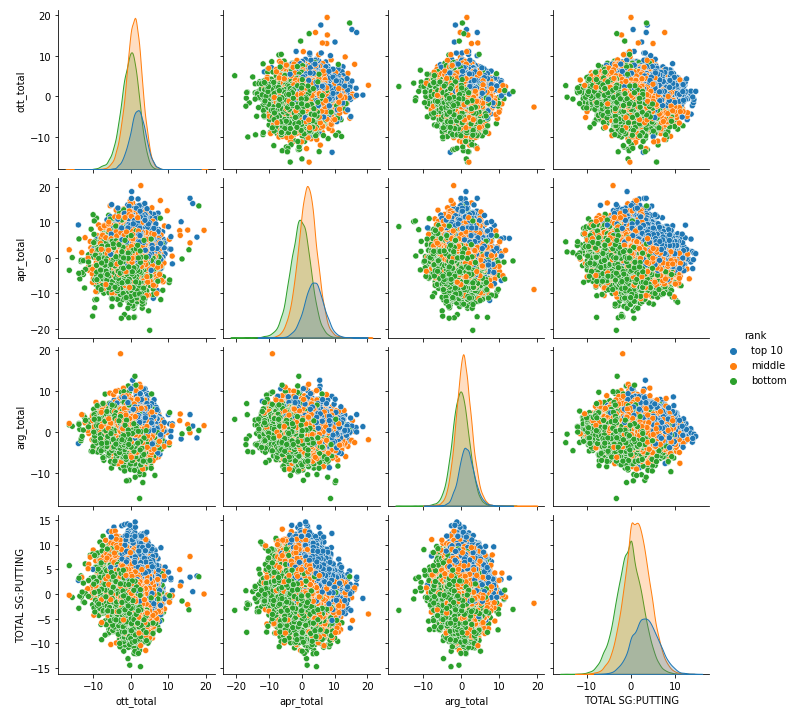 20
10
0
−10
ott_total
20
10
0
−10
−20
apr_total
rank
top 10
middle
bottom
20
10
0
−10
arg_total
15
10
5
0
−5
−10
−15
TOTAL SG:PUTTING
−10 0 10 20
−20 −10 0 10 20
−10 0 10 20
−10 0 10
ott_total apr_total arg_total TOTAL SG:PUTTING